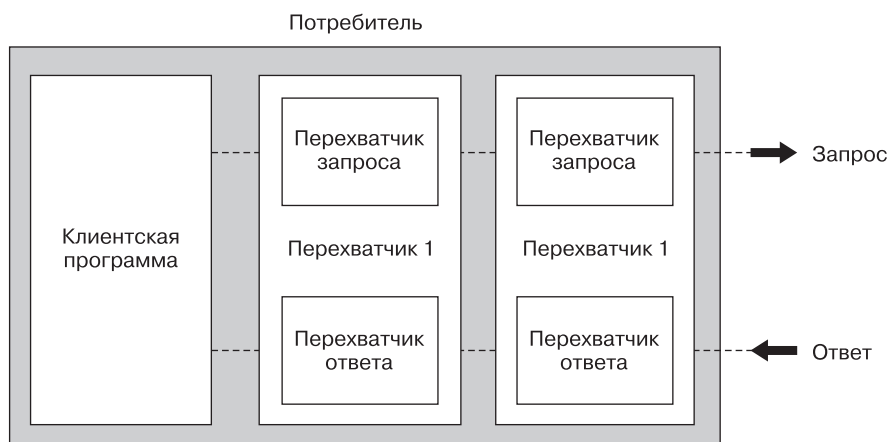 Потребитель
Клиентская
программа
Перехватчик
запроса
Перехватчик 1
Перехватчик
ответа
Перехватчик
запроса
Перехватчик 1
Перехватчик
ответа
Запрос
Ответ